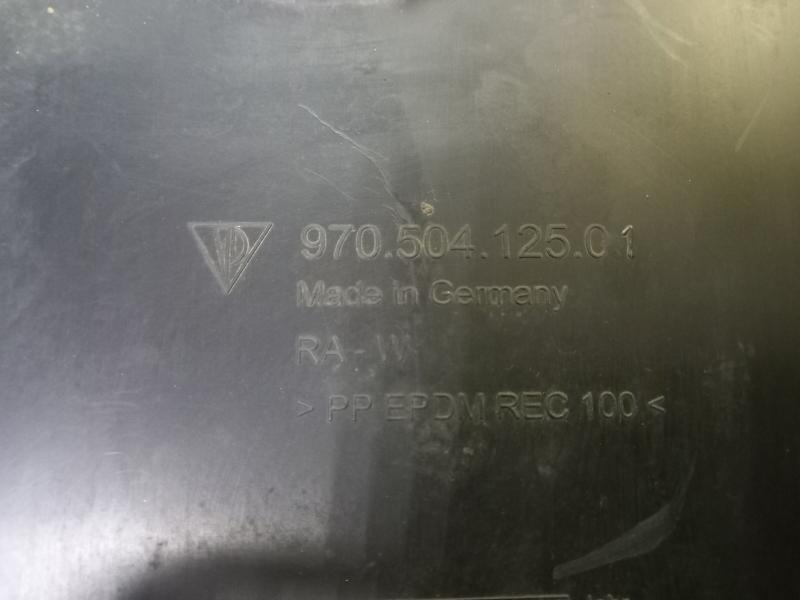 970.504.125.01
Made in Germany
RA - W
> PP EPDM REC 100 <